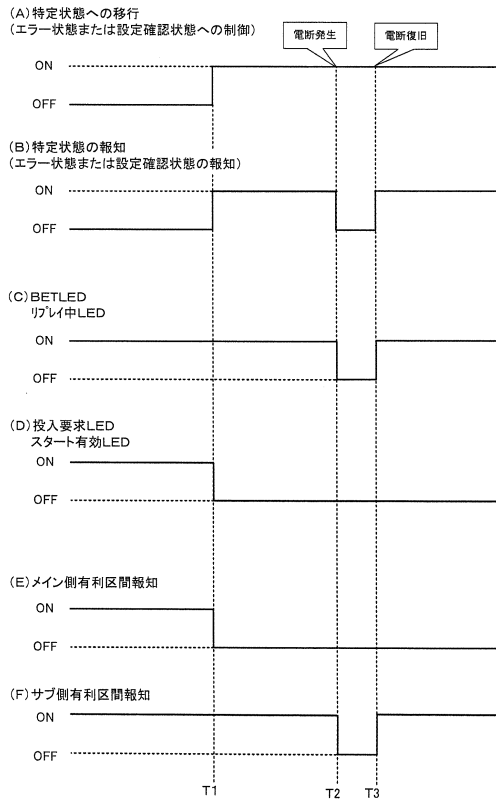 (A)特定状態への移行
(エラー状態または設定確認状態への制御)
電断発生
電断復旧
ON
OFF
(B)特定状態の報知
(エラー状態または設定確認状態の報知)
ON
OFF
(C)BETLED
リプレイ中LED
ON
OFF
(D)投入要求LED
スタート有効LED
ON
OFF
(E)メイン側有利区間報知
ON
OFF
(F)サブ側有利区間報知
ON
OFF
T1
T2
T3